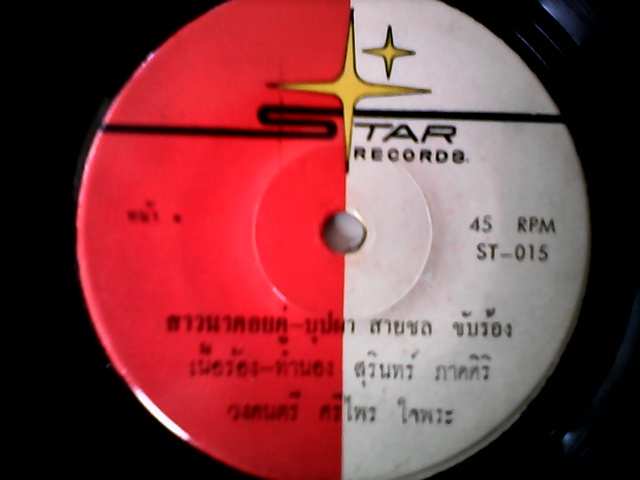 STAR
RECORDS.
หน้า ๑
45 RPM
ST-015
สาวนาคอยคู่-บุปผา สายชล ขับร้อง
เนื้อร้อง-ทำนอง สุรินทร์ ภาคศิริ
วงดนตรี ศรีไพร ใจพระ